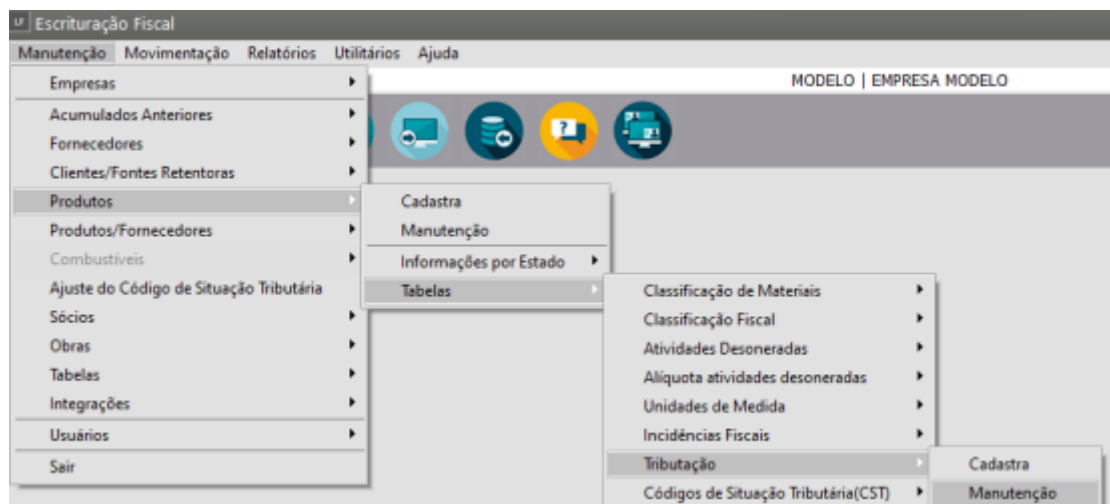 LF Escrituração Fiscal
Manutenção Movimentação Relatórios Utilitários Ajuda
MODELO | EMPRESA MODELO
Empresas
Acumulados Anteriores
Fornecedores
Clientes/Fontes Retentoras
Produtos
Produtos/Fornecedores
Combustíveis
Ajuste do Código de Situação Tributária
Sócios
Obras
Tabelas
Integrações
Usuários
Sair
Cadastra
Manutenção
Informações por Estado
Tabelas
Classificação de Materiais
Classificação Fiscal
Atividades Desoneradas
Alíquota atividades desoneradas
Unidades de Medida
Incidências Fiscais
Tributação
Códigos de Situação Tributária(CST)
Cadastra
Manutenção